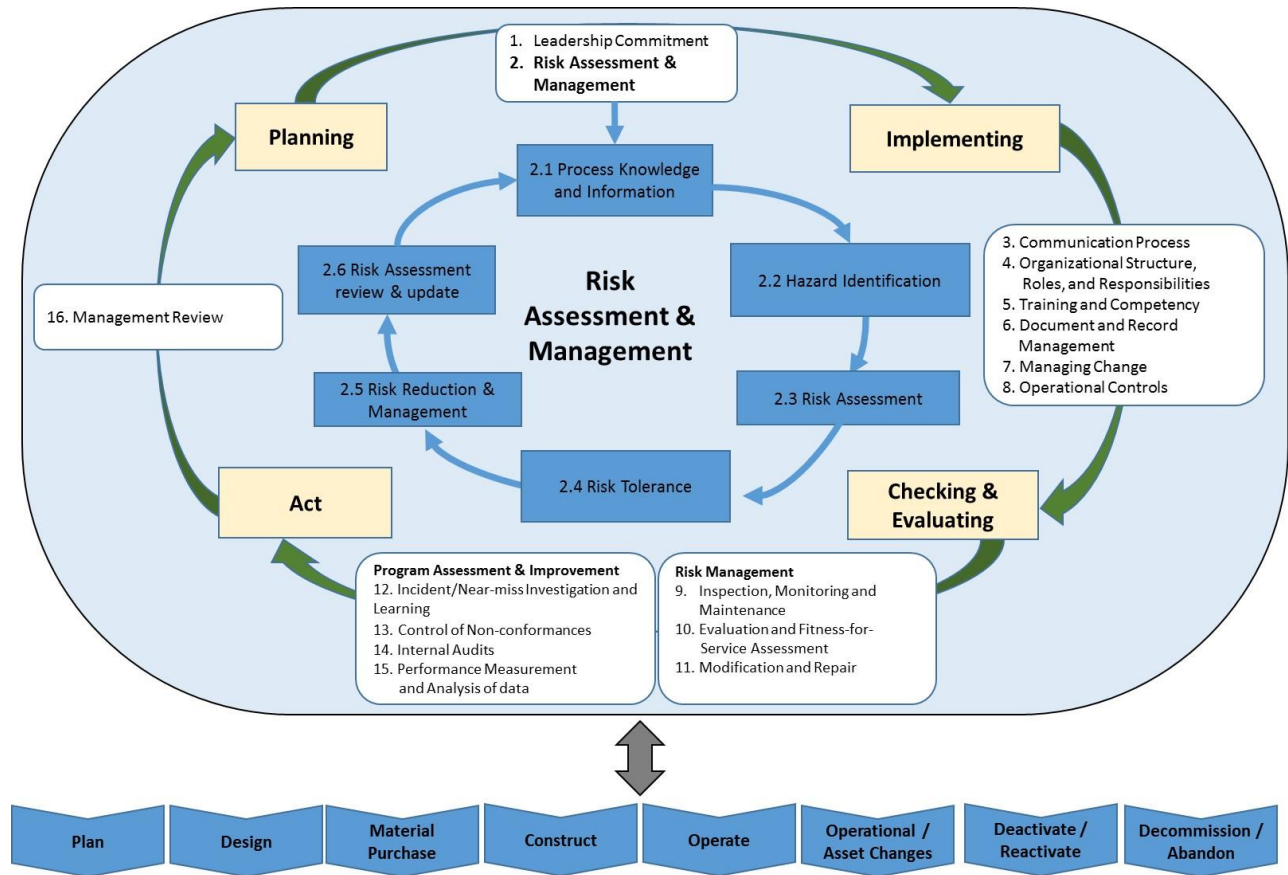 1. Leadership Commitment
2. Risk Assessment &
Management
Planning
Implementing
2.1 Process Knowledge
and Information
2.6 Risk Assessment
review & update
Risk
Assessment &
Management
2.2 Hazard Identification
3. Communication Process
4. Organizational Structure,
Roles, and Responsibilities
5. Training and Competency
6. Document and Record
Management
7. Managing Change
8. Operational Controls
16. Management Review
2.5 Risk Reduction &
Management
2.3 Risk Assessment
2.4 Risk Tolerance
Act
Checking &
Evaluating
Program Assessment & Improvement
12. Incident/Near-miss Investigation and
Learning
13. Control of Non-conformances
14. Internal Audits
15. Performance Measurement
and Analysis of data
Risk Management
9. Inspection, Monitoring and
Maintenance
10. Evaluation and Fitness-for-
Service Assessment
11. Modification and Repair
Plan
Design
Material
Purchase
Construct
Operate
Operational /
Asset Changes
Deactivate /
Reactivate
Decommission /
Abandon